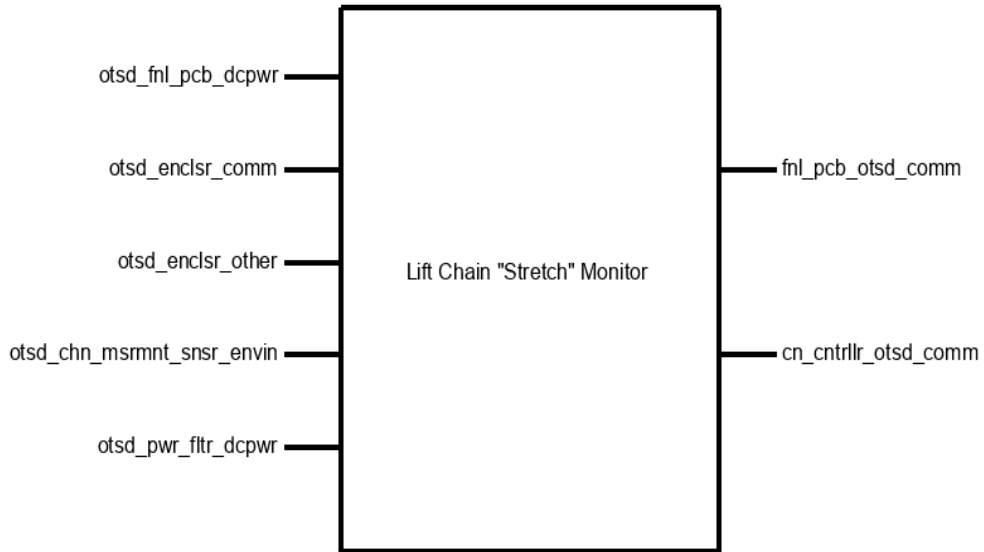 otsd_fnl_pcb_dcpwr
otsd_enclsr_comm
fnl_pcb_otsd_comm
otsd_enclsr_other
Lift Chain "Stretch" Monitor
otsd_chn_msrmnt_snsr_envin
cn_cntrllr_otsd_comm
otsd_pwr_fltr_dcpwr